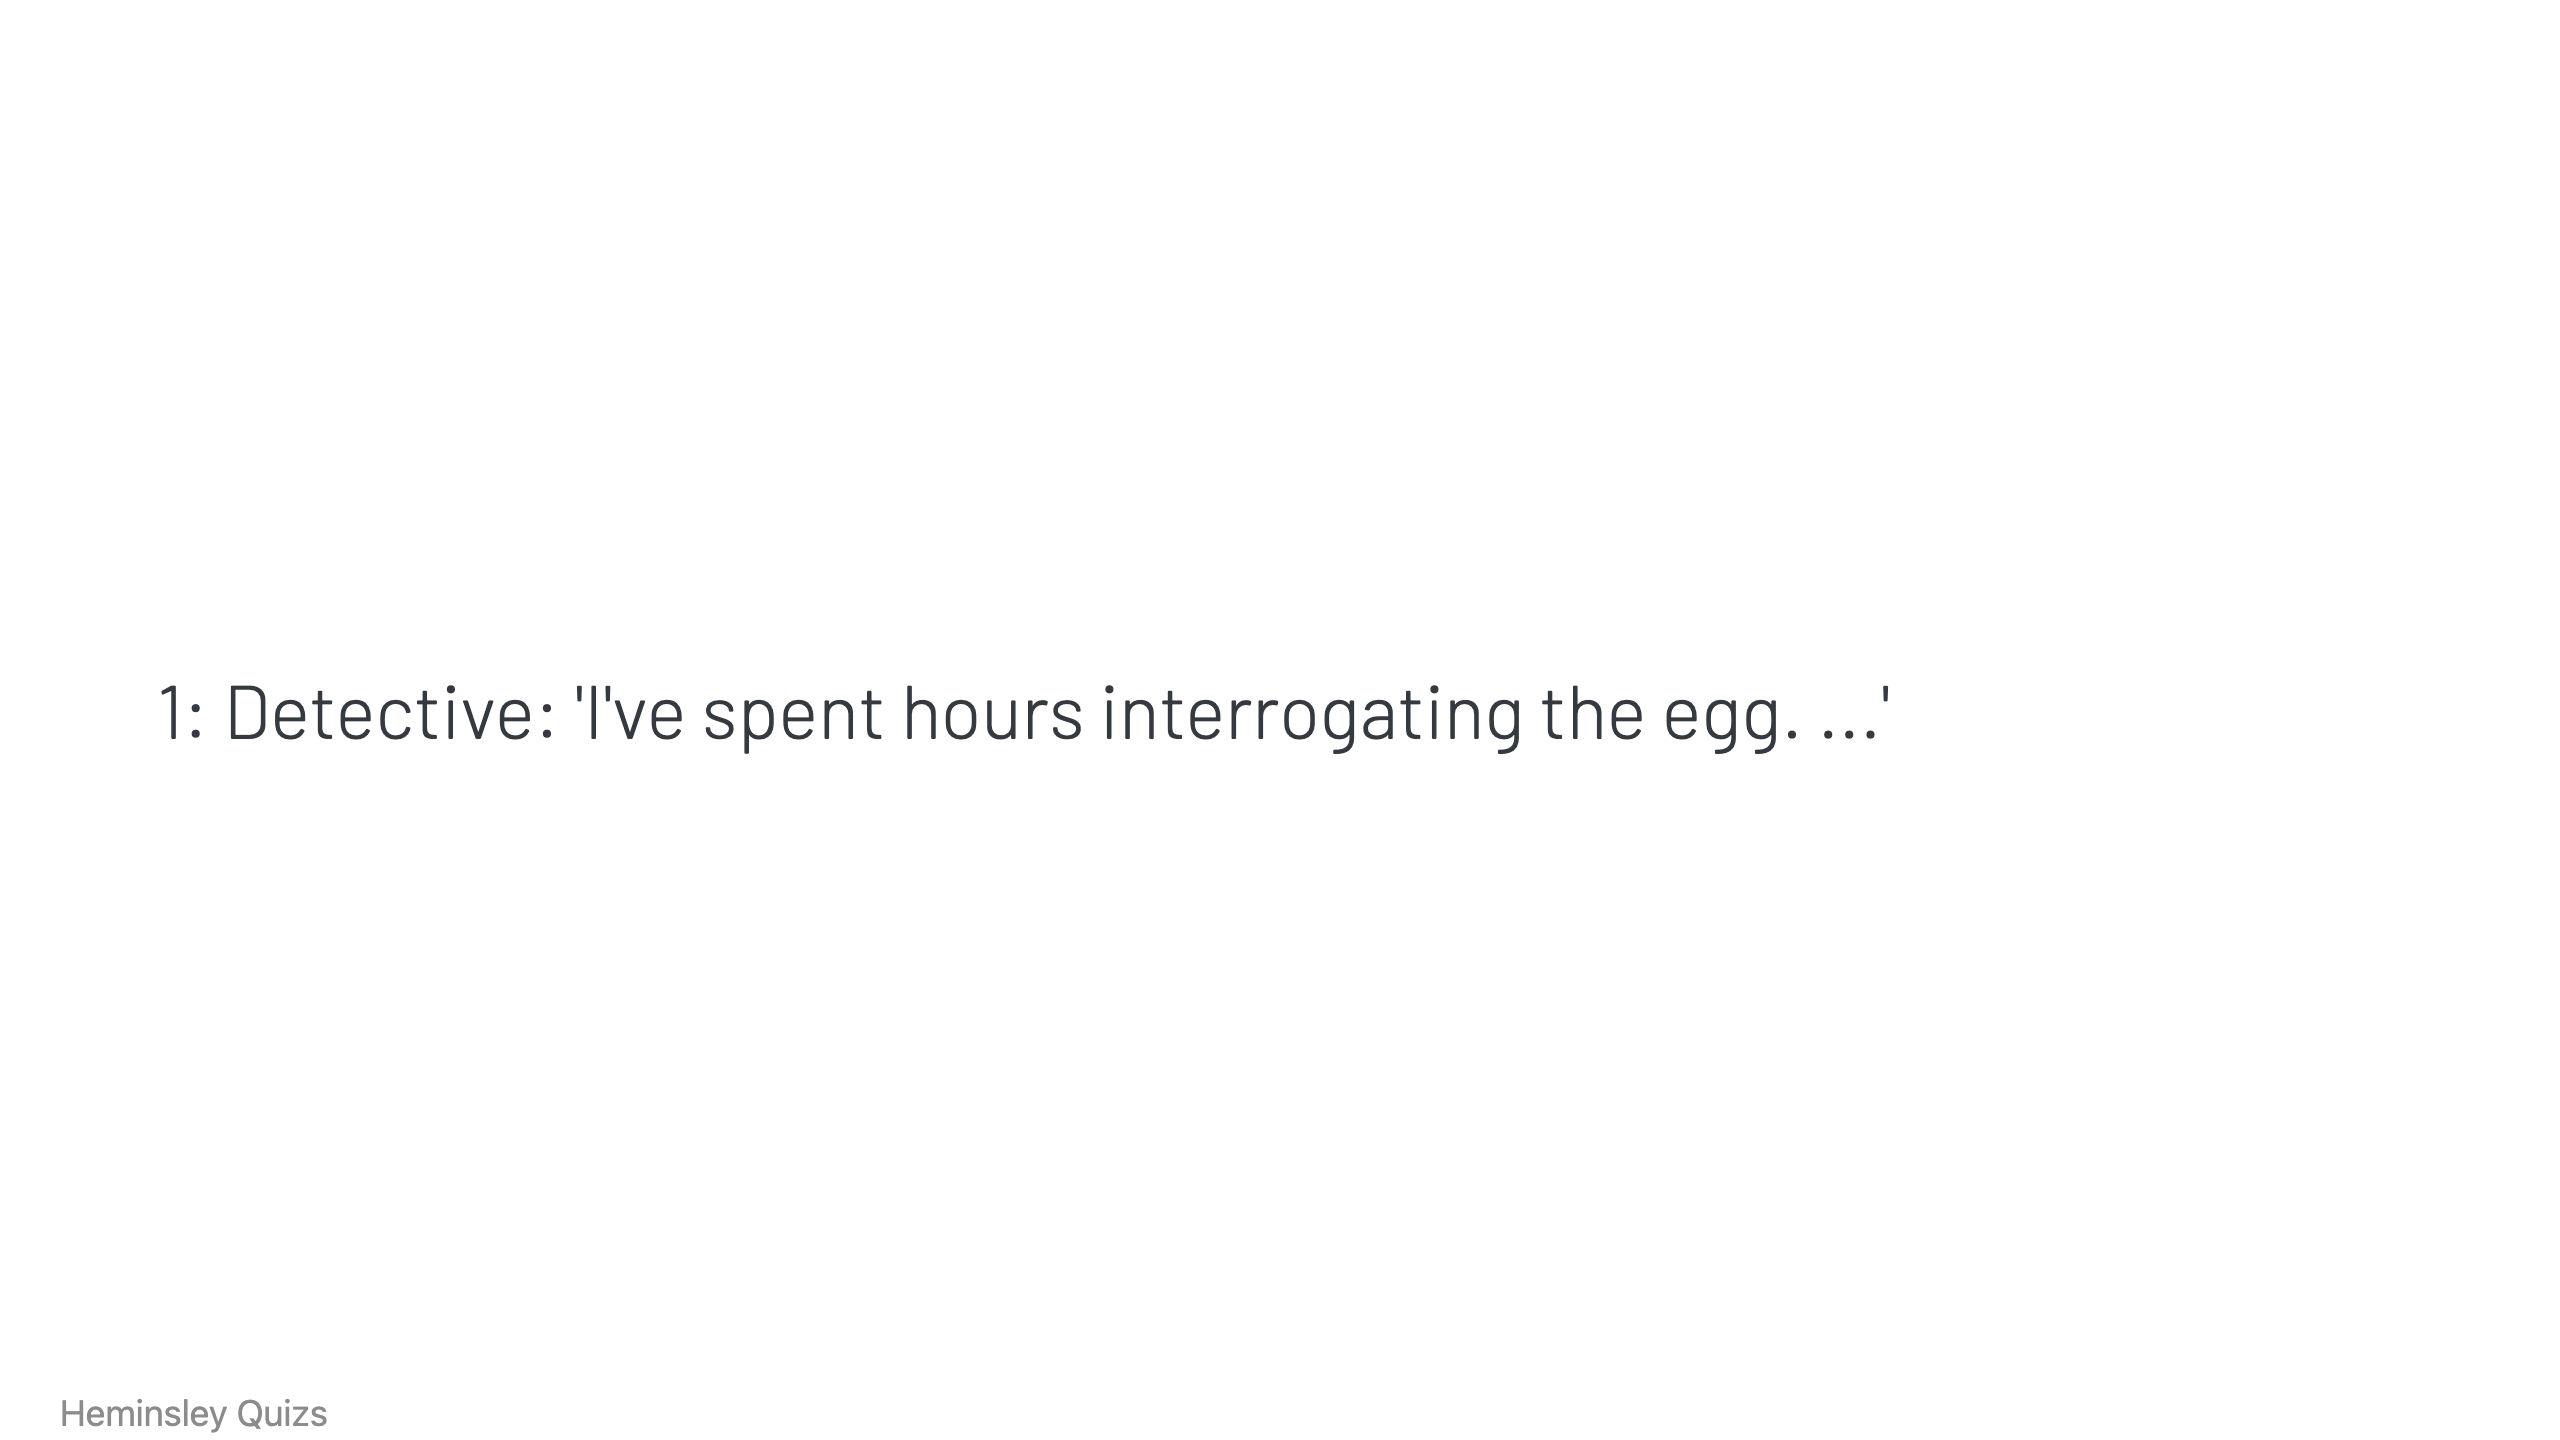 1: Detective: 'I've spent hours interrogating the egg. ...'
Heminsley Quizs